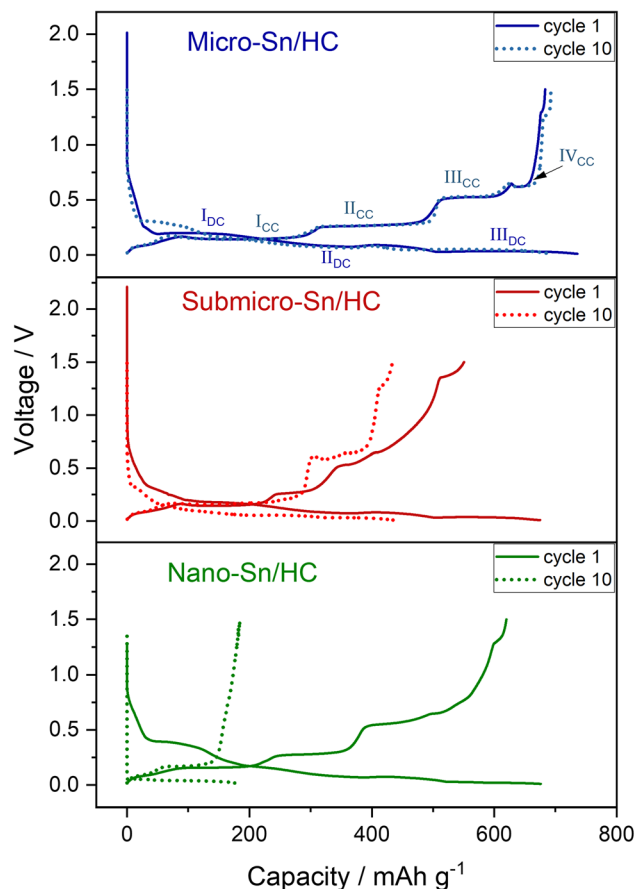 Micro-Sn/HC
cycle 1
cycle 10
2.0
1.5
1.0
0.5
0.0
I_DC
I_CC
II_CC
III_CC
IV_CC
II_DC
III_DC
Submicro-Sn/HC
cycle 1
cycle 10
2.0
1.5
1.0
0.5
0.0
Voltage / V
Nano-Sn/HC
cycle 1
cycle 10
2.0
1.5
1.0
0.5
0.0
0 200 400 600 800
Capacity / mAh g⁻¹